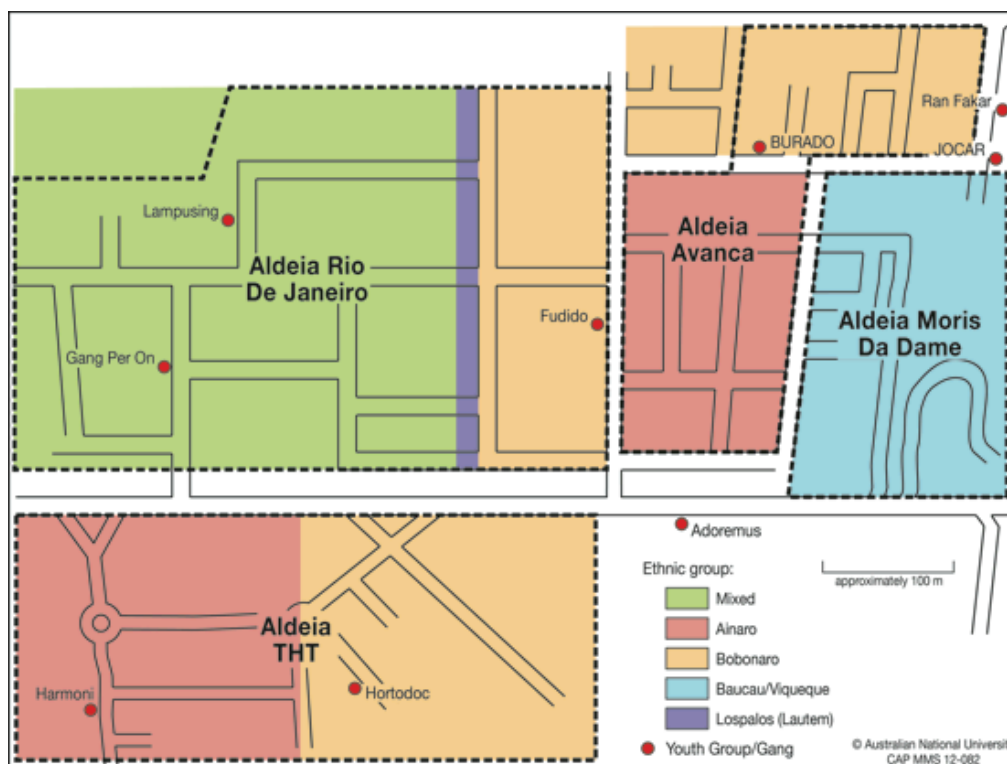 Ran Fakar
BURADO
JOCAR
Lampusing
Aldeia
Avanca
Aldeia Rio
De Janeiro
Fudido
Aldeia Moris
Da Dame
Gang Per On
Adoremus
Ethnic group:
approximately 100 m
Mixed
Ainaro
Aldeia
THT
Bobonaro
Baucau/Viqueque
Harmoni
Hortodoc
Lospalos (Lautem)
Youth Group/Gang
© Australian National Universi
CAP MMS 12-082